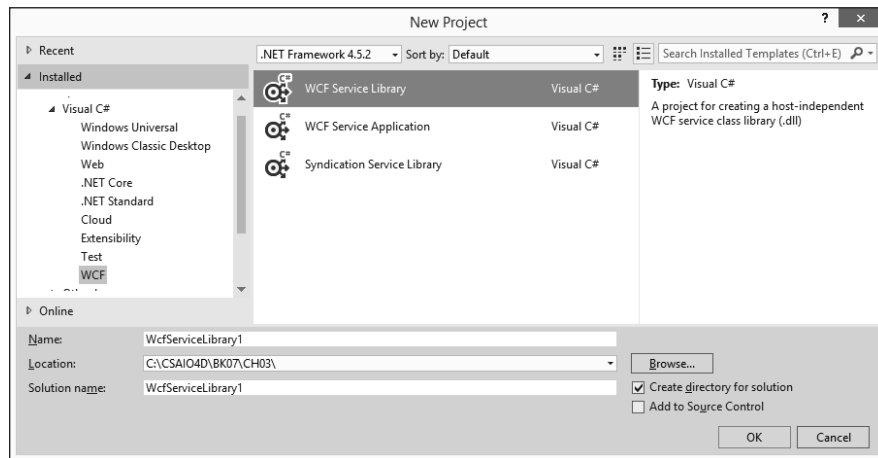 New Project
? ×
Recent
.NET Framework 4.5.2 Sort by: Default
Search Installed Templates (Ctrl+E)
Installed
Visual C#
Windows Universal
Windows Classic Desktop
Web
.NET Core
.NET Standard
Cloud
Extensibility
Test
WCF
Online
C# WCF Service Library Visual C#
C# WCF Service Application Visual C#
C# Syndication Service Library Visual C#
Type: Visual C#
A project for creating a host-independent
WCF service class library (.dll)
Name: WcfServiceLibrary1
Location: C:\CSAIO4D\BK07\CH03\
Browse...
Solution name: WcfServiceLibrary1
Create directory for solution
Add to Source Control
OK Cancel